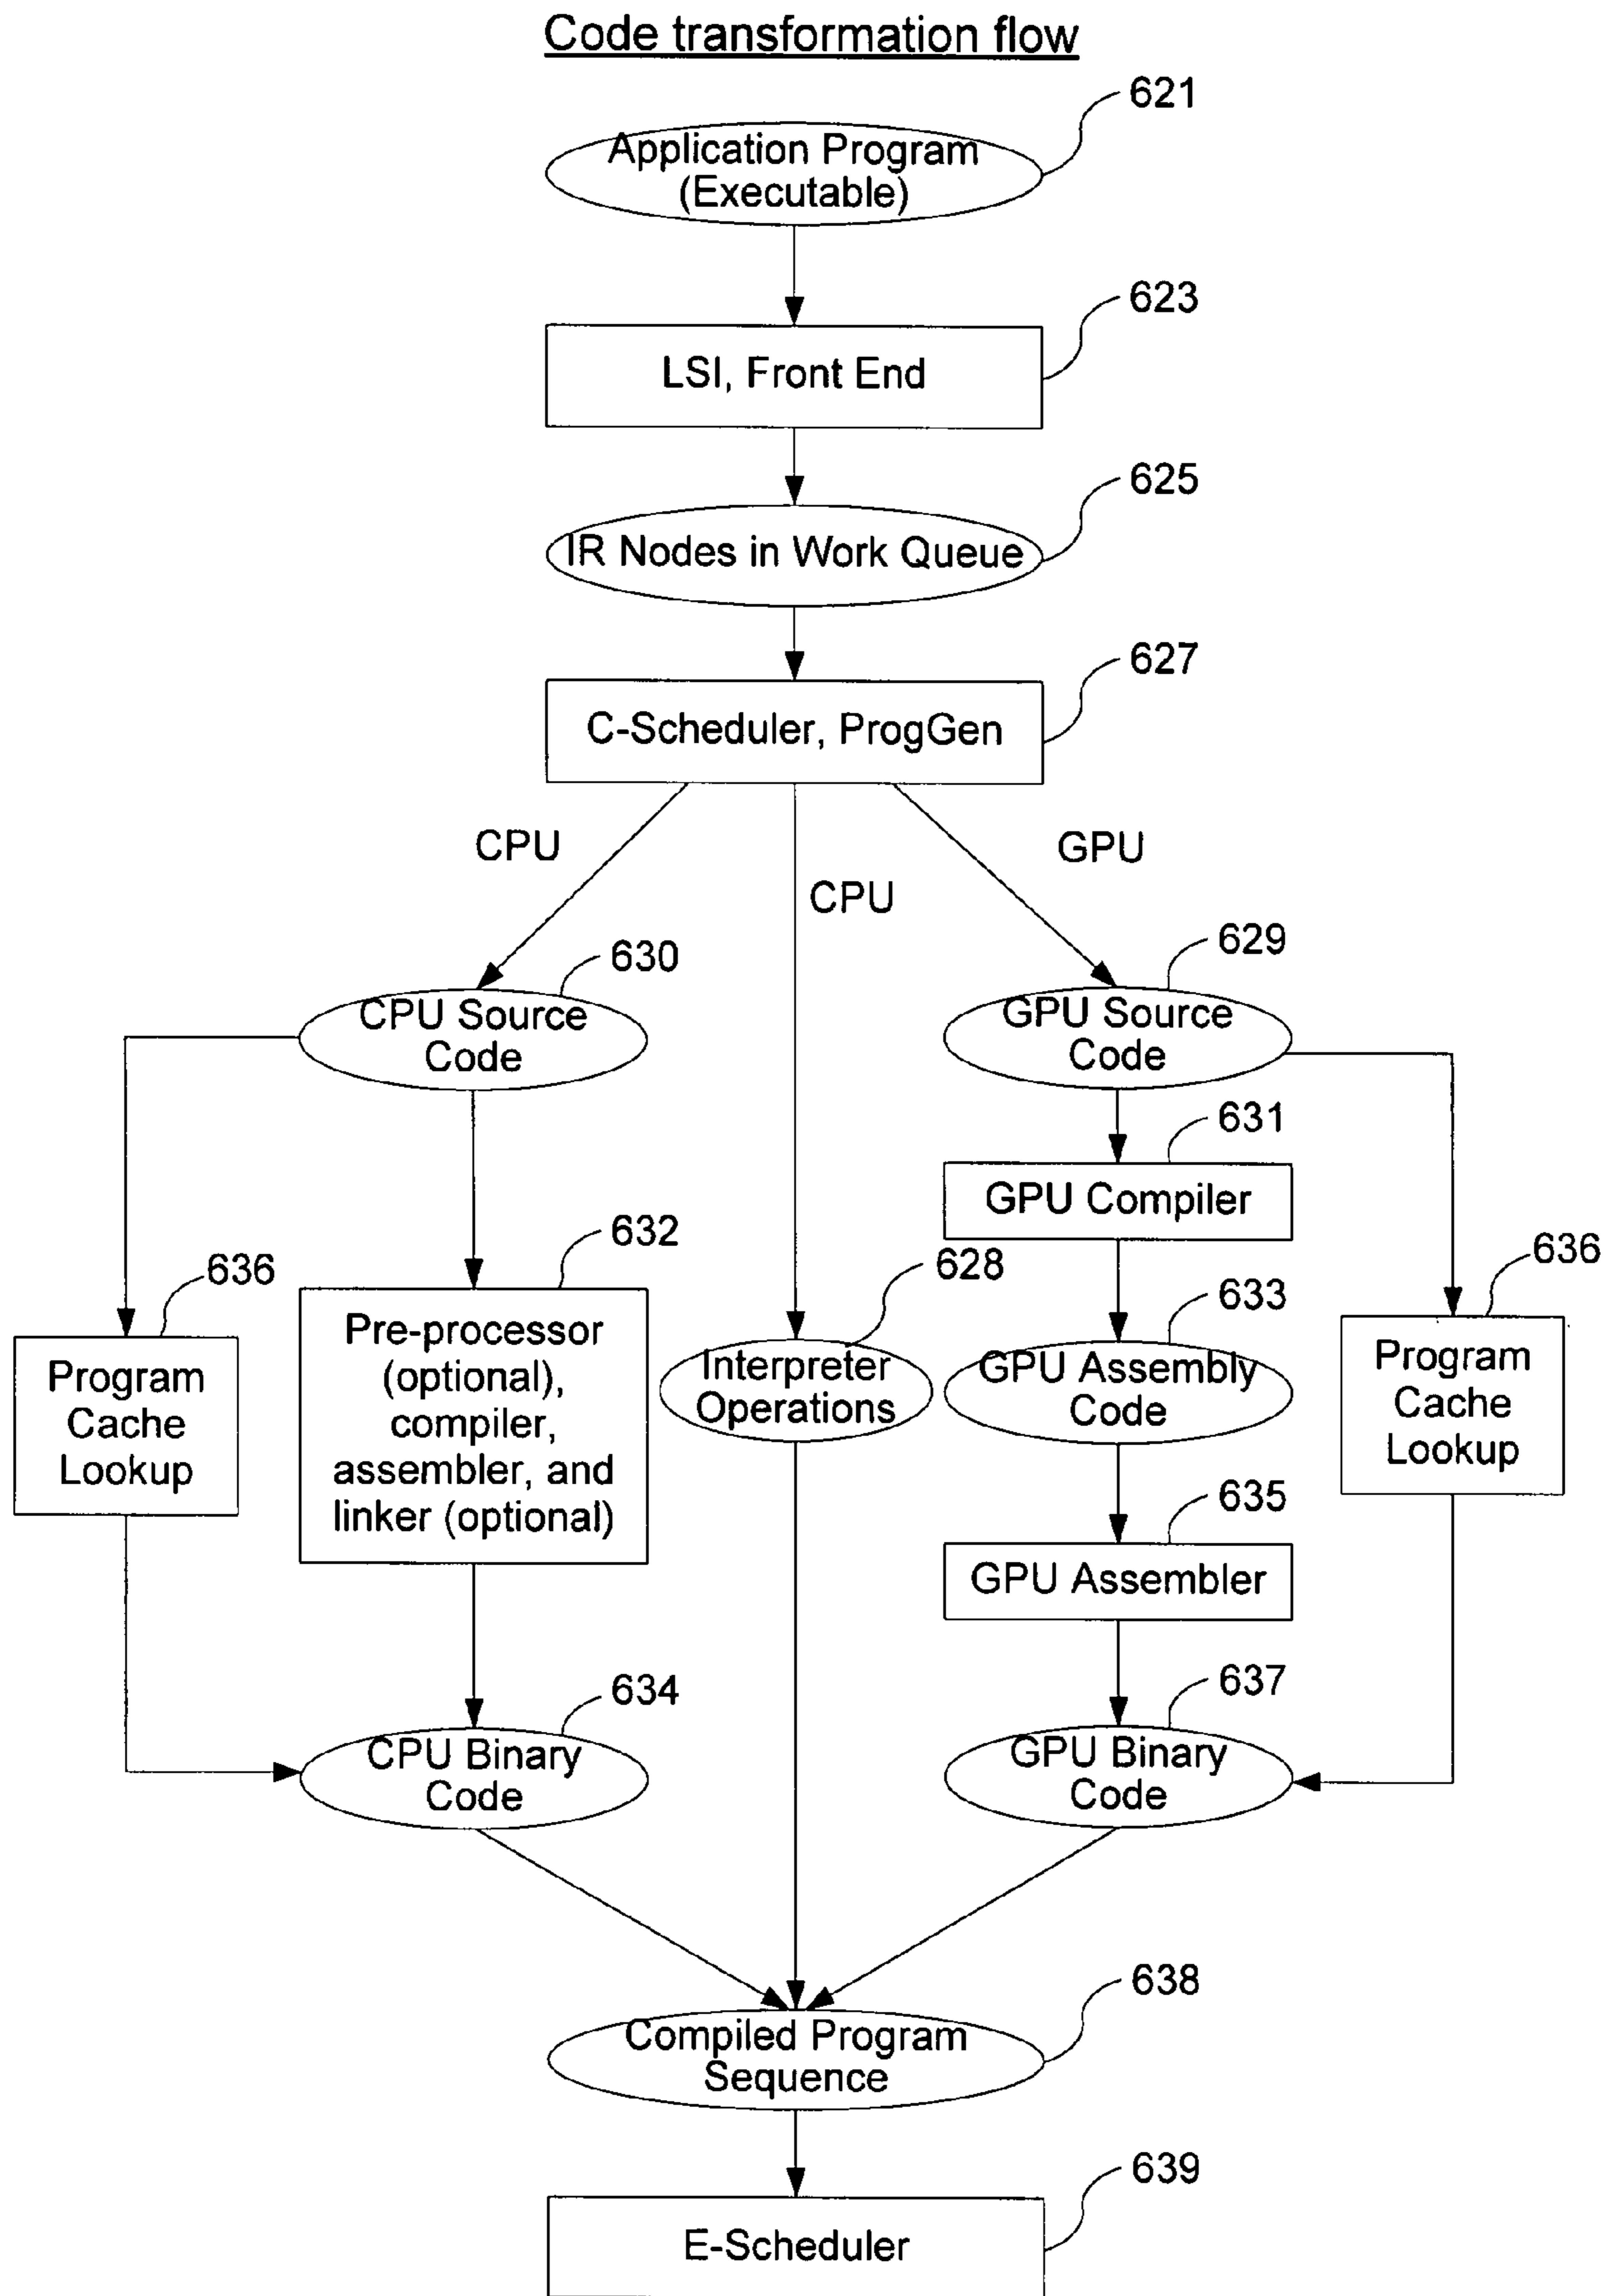 Code transformation flow
621
Application Program
(Executable)
623
LSI, Front End
625
IR Nodes in Work Queue
627
C-Scheduler, ProgGen
CPU
CPU
GPU
630
CPU Source
Code
629
GPU Source
Code
631
GPU Compiler
636
Program
Cache
Lookup
632
Pre-processor
(optional),
compiler,
assembler, and
linker (optional)
628
Interpreter
Operations
633
GPU Assembly
Code
636
Program
Cache
Lookup
635
GPU Assembler
634
CPU Binary
Code
637
GPU Binary
Code
638
Compiled Program
Sequence
639
E-Scheduler